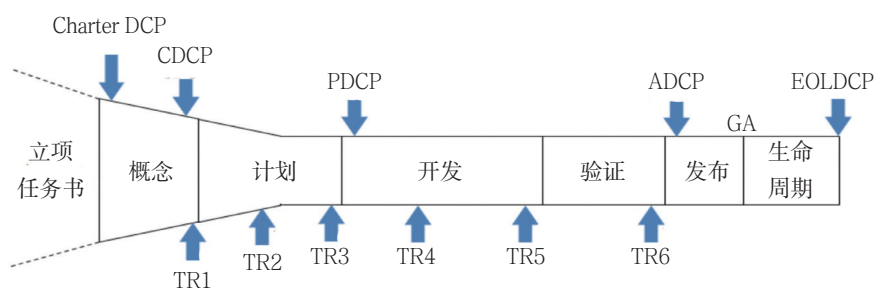 Charter DCP
CDCP
PDCP
ADCP
EOLDCP
GA
立项
任务书
概念
计划
开发
验证
发布
生命
周期
TR1
TR2
TR3
TR4
TR5
TR6